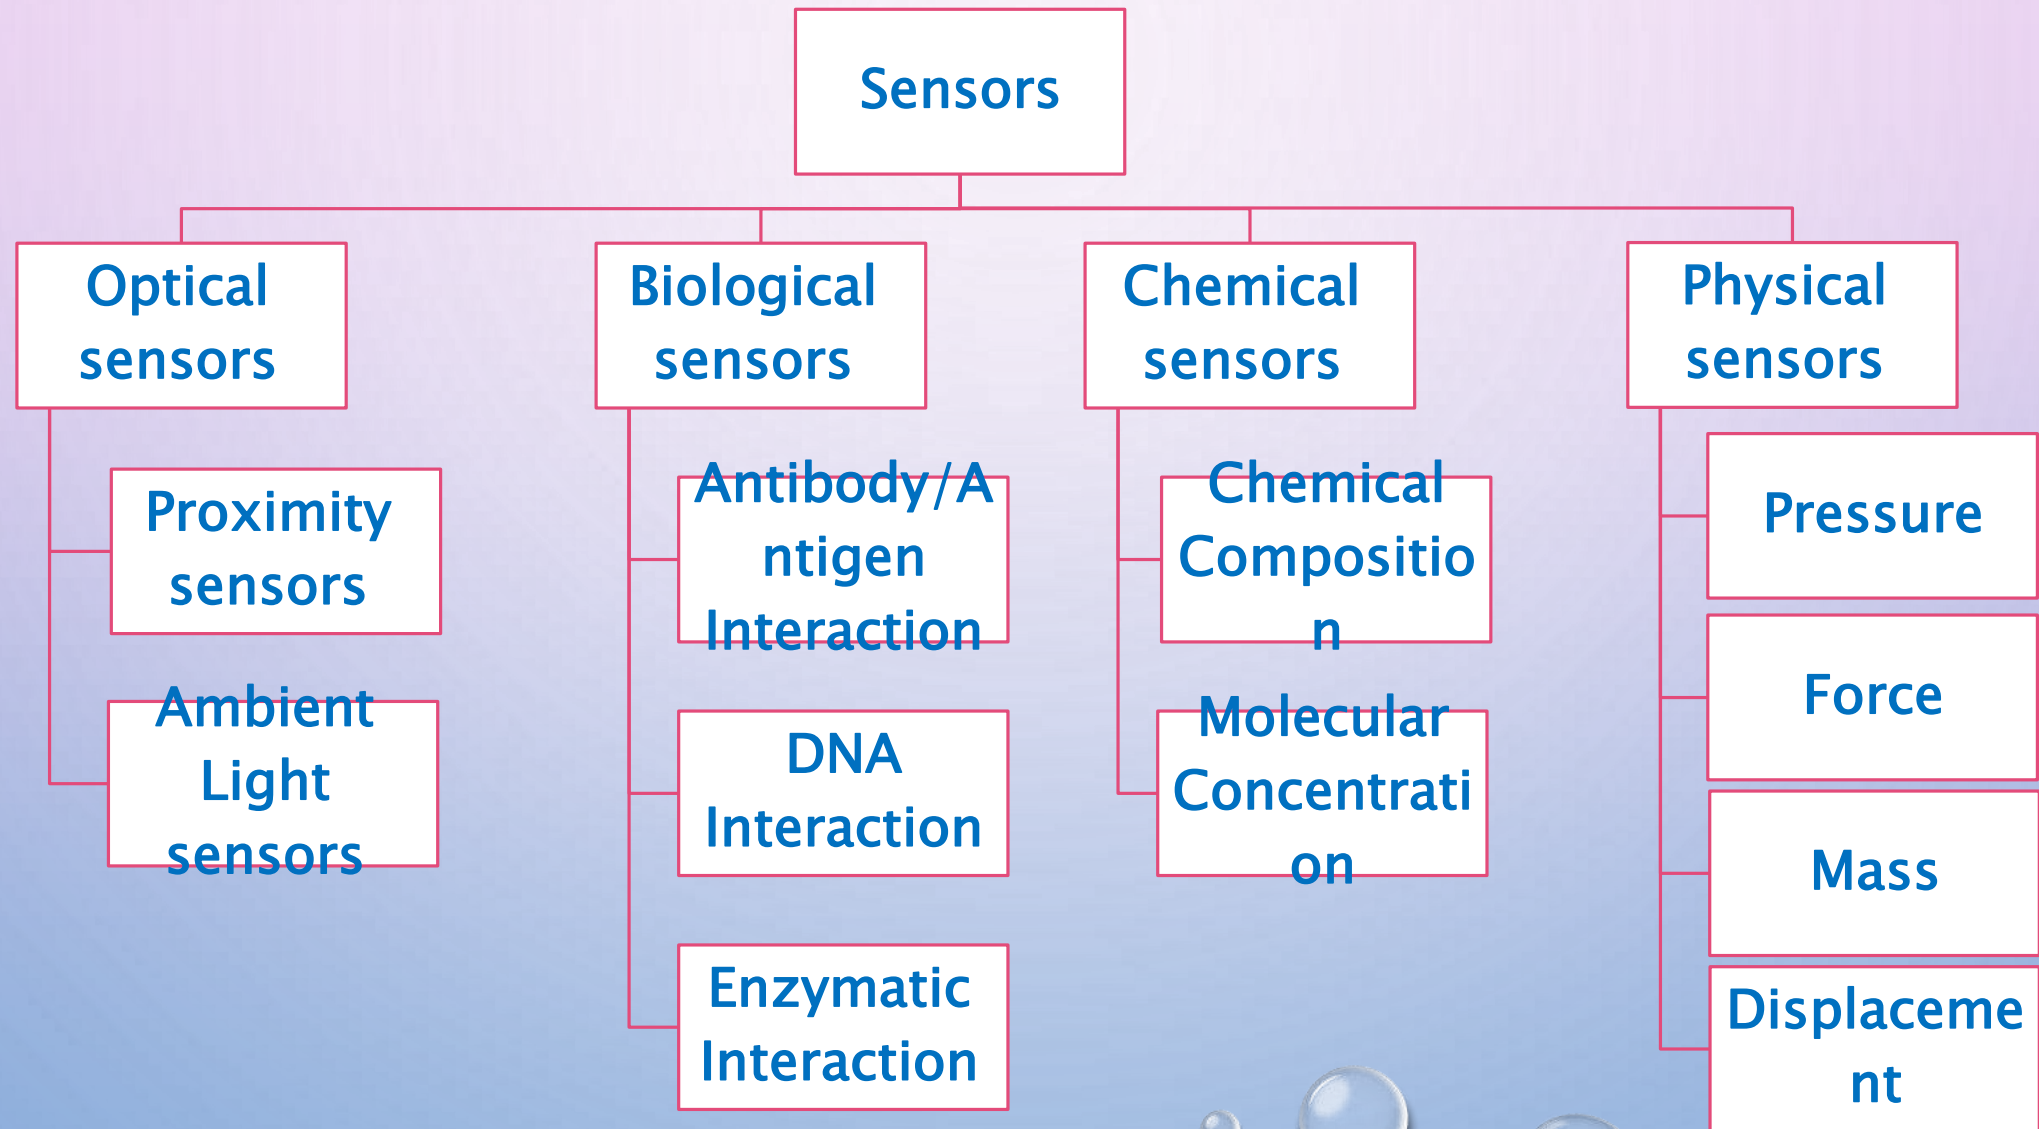 Sensors
Optical
sensors
Proximity
sensors
Ambient
Light
sensors
Biological
sensors
Antibody/A
ntigen
Interaction
DNA
Interaction
Enzymatic
Interaction
Chemical
sensors
Chemical
Compositio
n
Molecular
Concentrati
on
Physical
sensors
Pressure
Force
Mass
Displaceme
nt